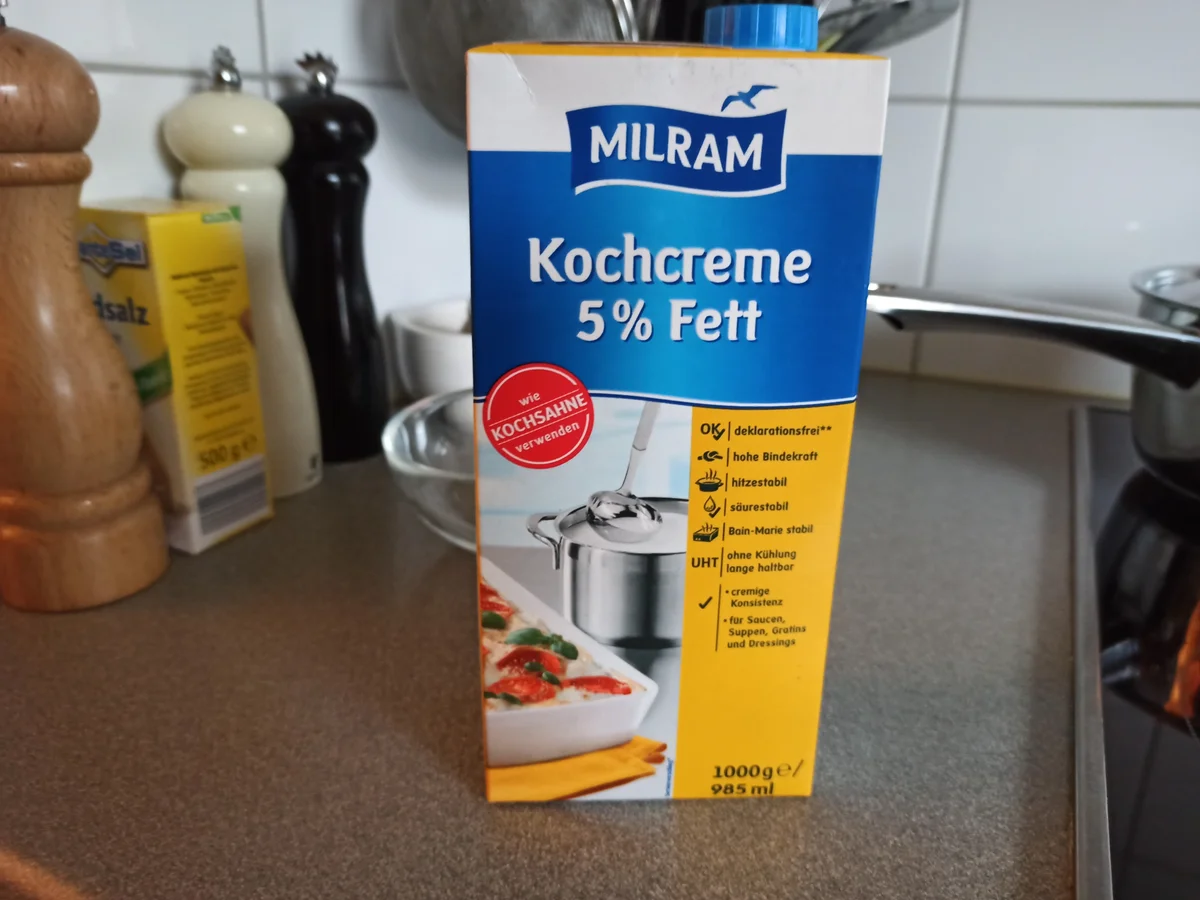 MILRAM
Kochcreme
5% Fett
wie
KOCHSAHNE
verwenden
OK deklarationsfrei**
hohe Bindekraft
hitzestabil
säurestabil
Bain-Marie stabil
UHT ohne Kühlung
lange haltbar
• cremige
Konsistenz
• für Saucen,
Suppen, Gratins
und Dressings
1000g e/
985 ml
500 g e